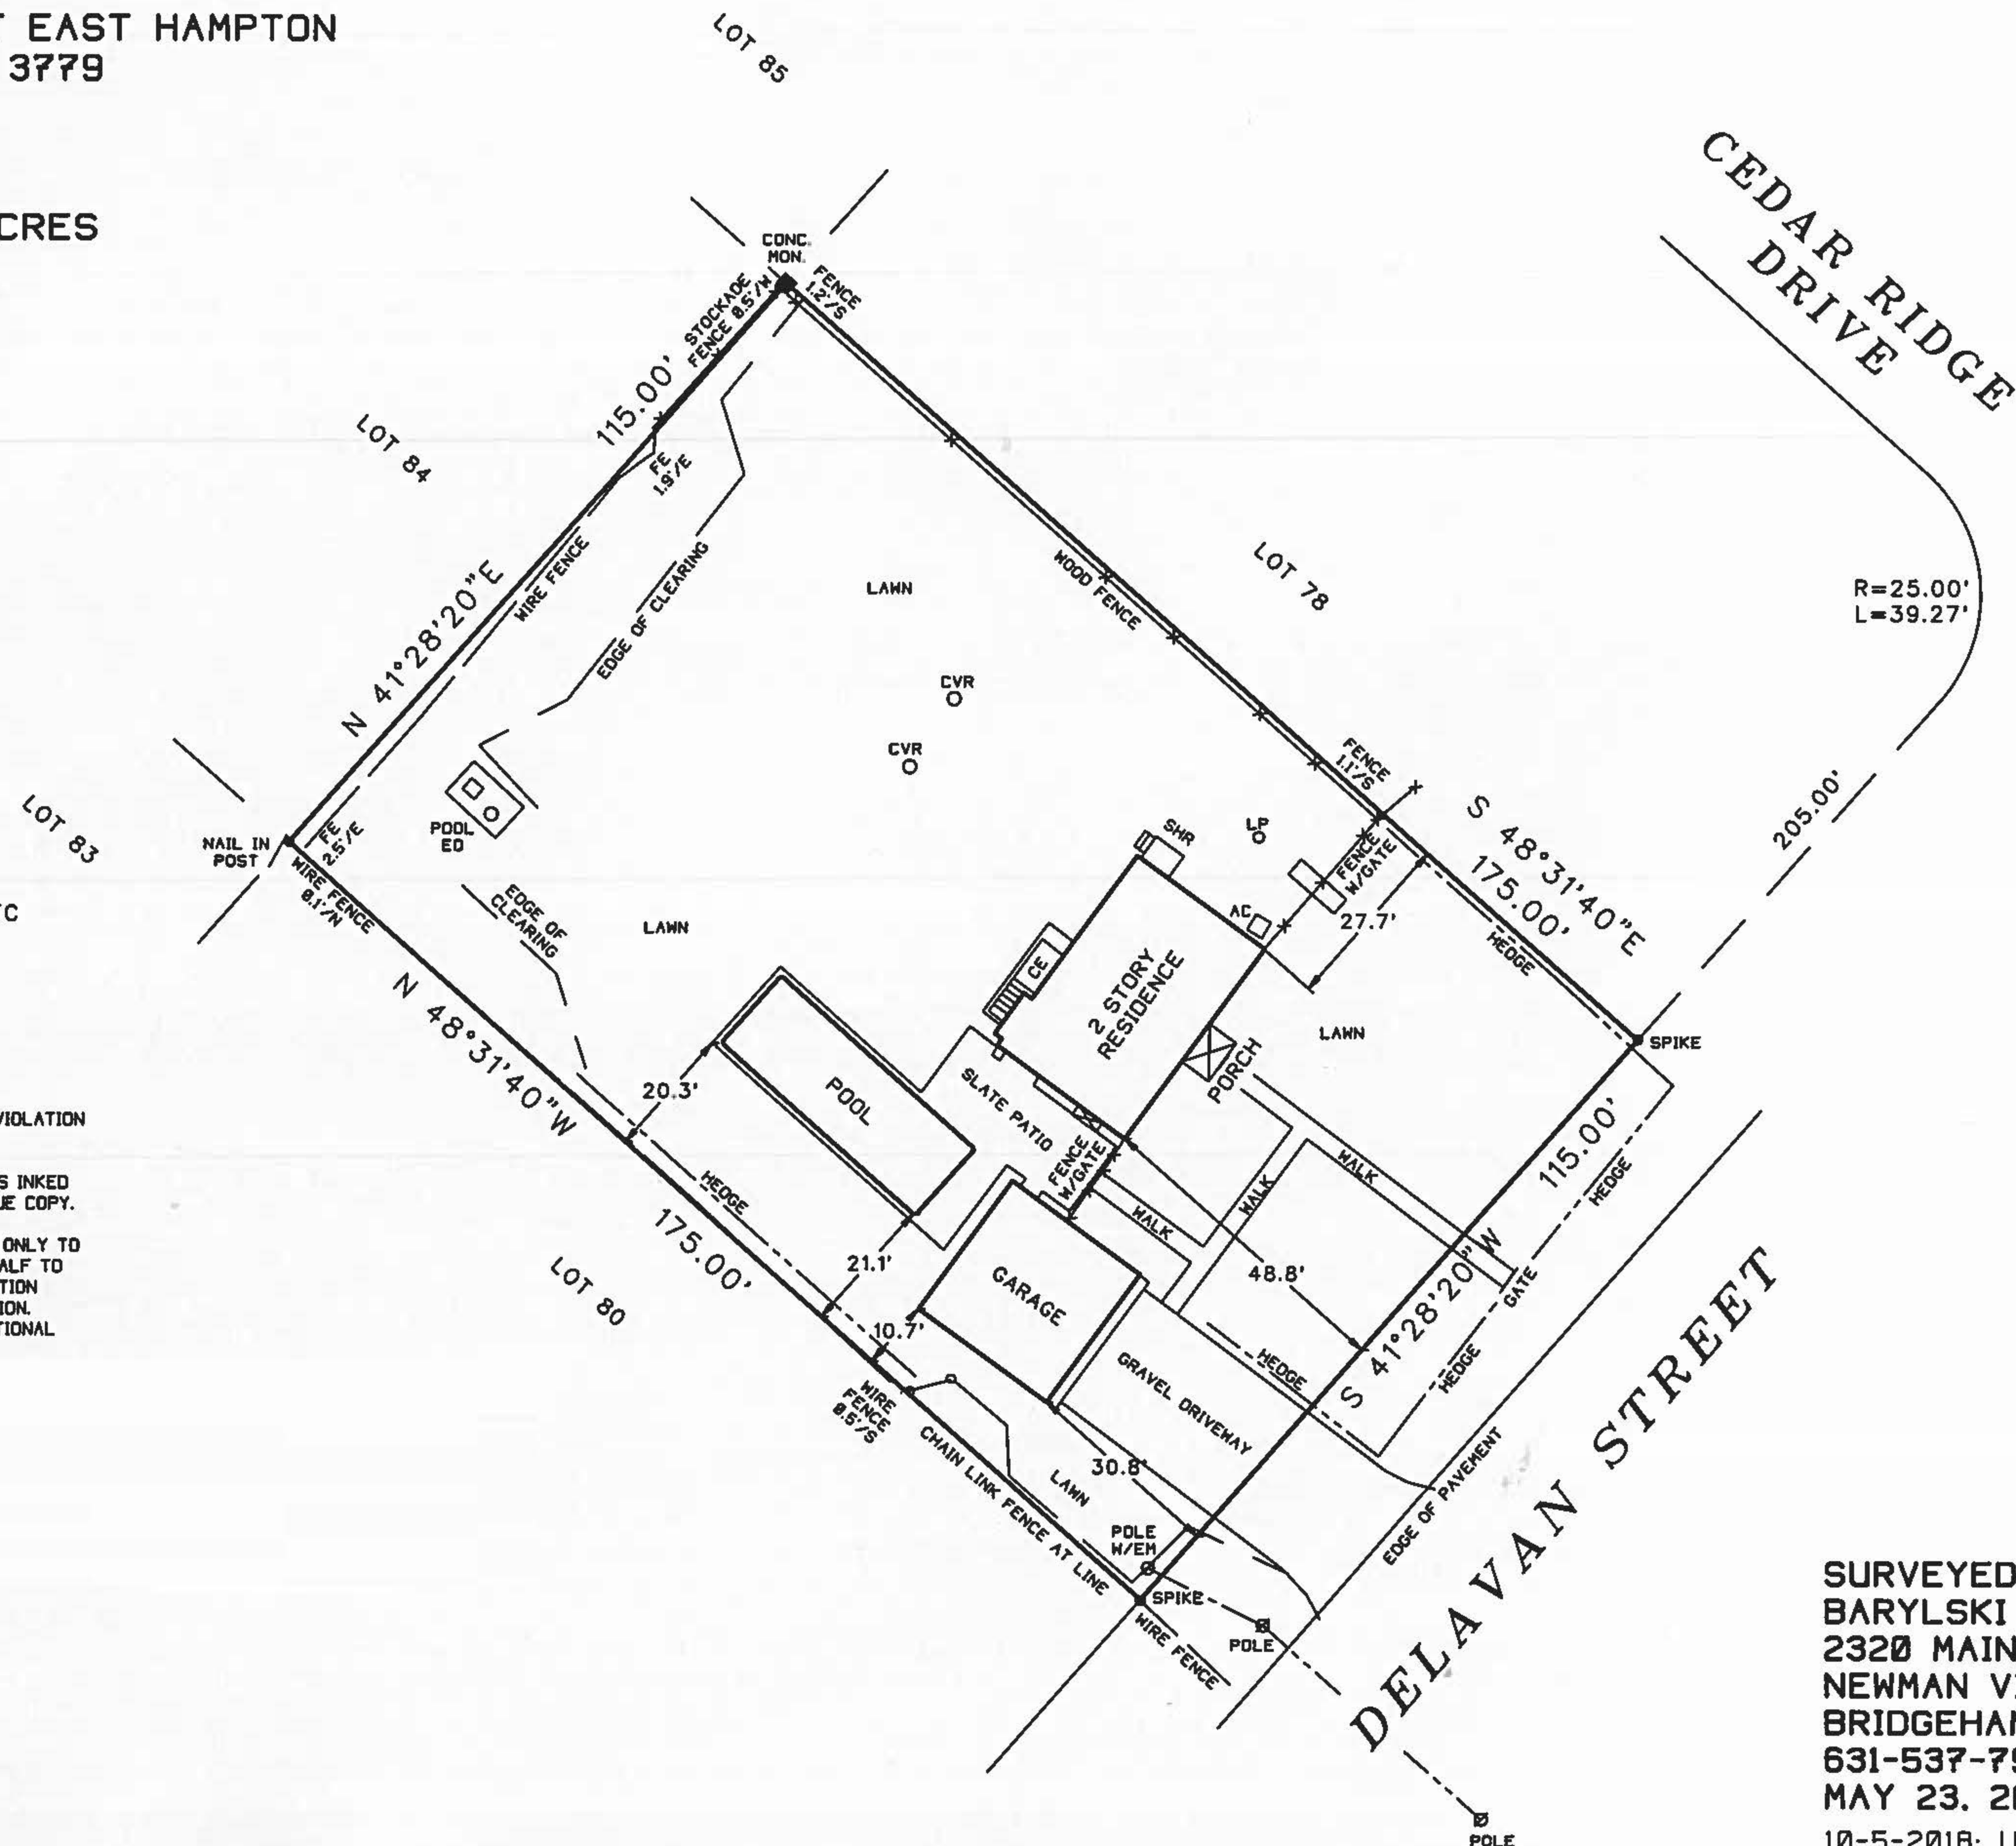 EAST HAMPTON
3779
CRES
LOT 85
CEDAR RIDGE
DRIVE
CONC.
MON.
FENCE
1.2'/S
STOCKADE
FENCE 0.5'/W
115.00'
LOT 84
FE
1.9'/E
WIRE FENCE
EDGE OF CLEARING
N 41°28'20"E
LAWN
WOOD FENCE
LOT 78
R=25.00'
L=39.27'
CVR
CVR
FENCE
1.1'/S
S 48°31'40"E
175.00'
205.00'
LOT 83
NAIL IN
POST
FE
2.5'/E
WIRE FENCE
0.1'/N
POOL
EQ
SHR
LP
FENCE
W/GATE
27.7'
AC
HEDGE
EDGE OF
CLEARING
LAWN
CE
2 STORY
RESIDENCE
LAWN
SPIKE
N 48°31'40"W
175.00'
20.3'
POOL
SLATE PATIO
PORCH
FENCE
W/GATE
WALK
WALK
WALK
115.00'
HEDGE
VIOLATION
S INKED
UE COPY.
ONLY TO
ALF TO
TION
ION.
TIONAL
HEDGE
21.1'
GARAGE
48.8'
S 41°28'20"W
GATE
LOT 80
10.7'
HEDGE
HEDGE
GRAVEL DRIVEWAY
WIRE
FENCE
0.5'/S
CHAIN LINK FENCE AT LINE
LAWN
30.8'
EDGE OF PAVEMENT
DELAVAN STREET
POLE
W/EM
SPIKE
WIRE FENCE
POLE
POLE
SURVEYED
BARYLSKI
2320 MAIN
NEWMAN
BRIDGEHA
631-537-7
MAY 23, 2
10-5-2018: